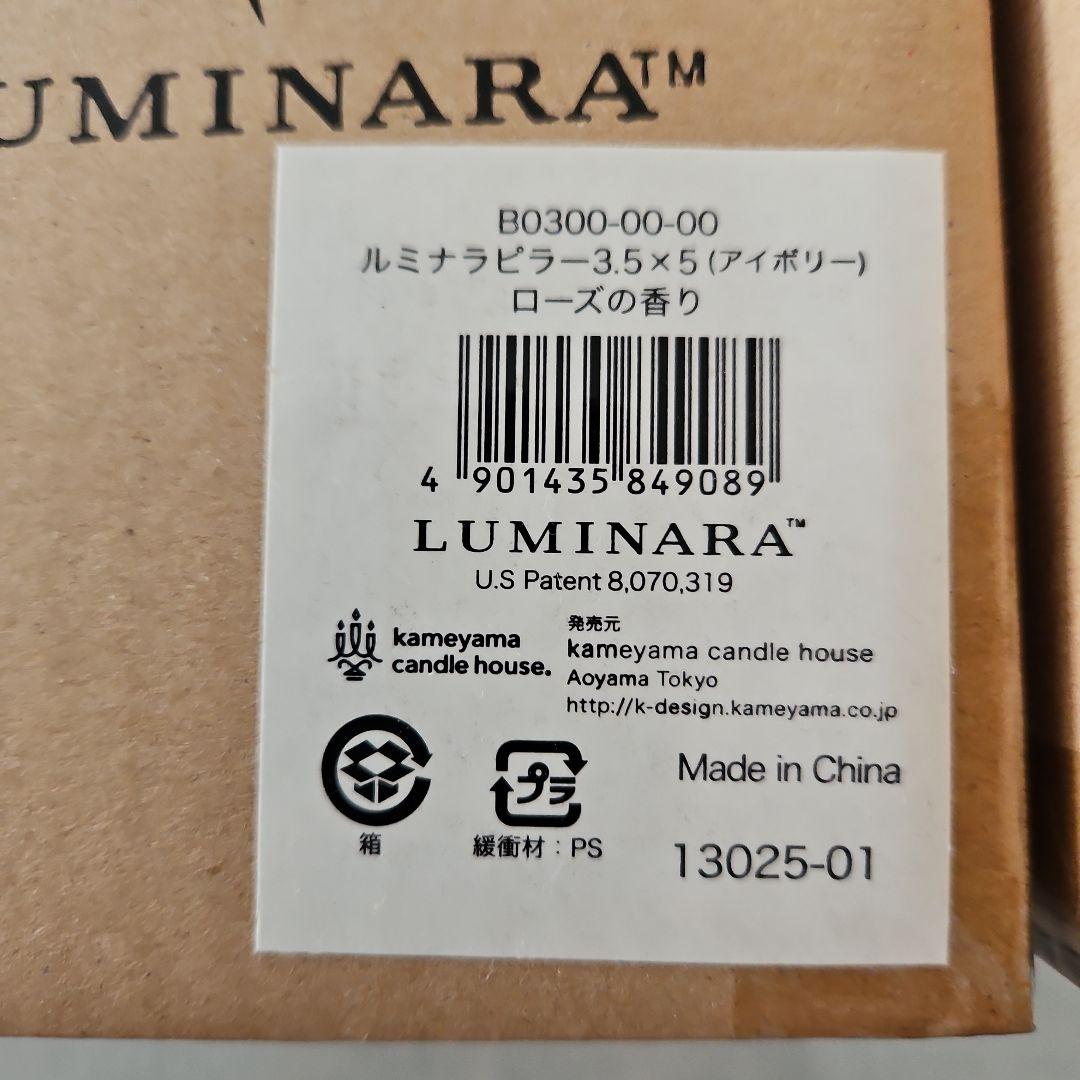 LUMINARA™
B0300-00-00
ルミナラピラー3.5×5(アイボリー)
ローズの香り
4 901435 849089
LUMINARA™
U.S Patent 8,070,319
kameyama
candle house.
発売元
kameyama candle house
Aoyama Tokyo
http://k-design.kameyama.co.jp
プラ
Made in China
箱
緩衝材：PS
13025-01